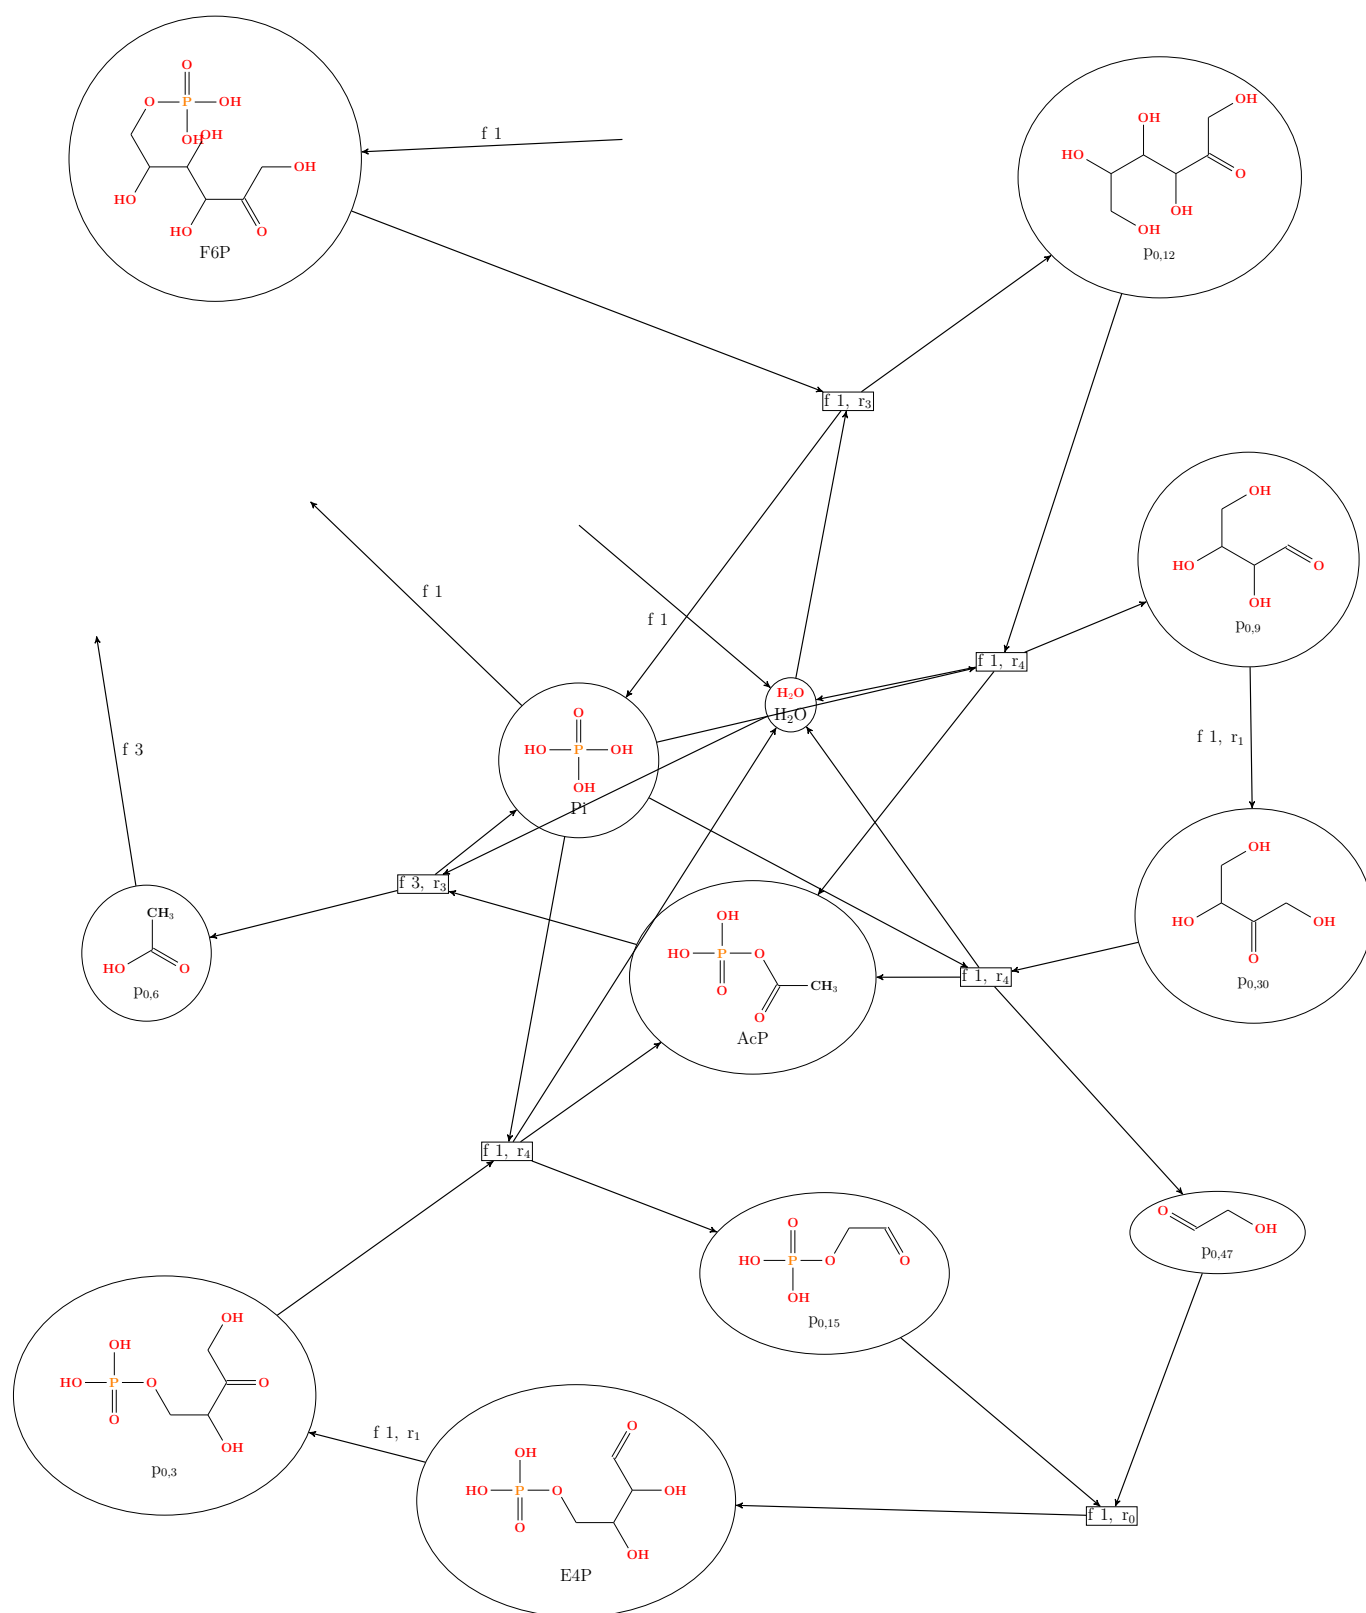 O
O P OH
OH OH
OH
HO
HO O
F6P
f 1
OH
OH
HO
O
OH
OH
p0,12
f 1, r3
OH
HO O
OH
p0,9
f 1
f 1
f 1, r4
H2O
H2O
f 1, r1
O
HO P OH
OH
Pi
f 3
f 3, r3
CH3
HO O
p0,6
OH
HO P O
O CH3
O
AcP
f 1, r4
OH
HO OH
O
p0,30
f 1, r4
O
HO P O O
OH
p0,15
O
OH
p0,47
OH
OH
HO P O O
O
OH
p0,3
f 1, r1
O
OH
HO P O OH
O
OH
E4P
f 1, r0